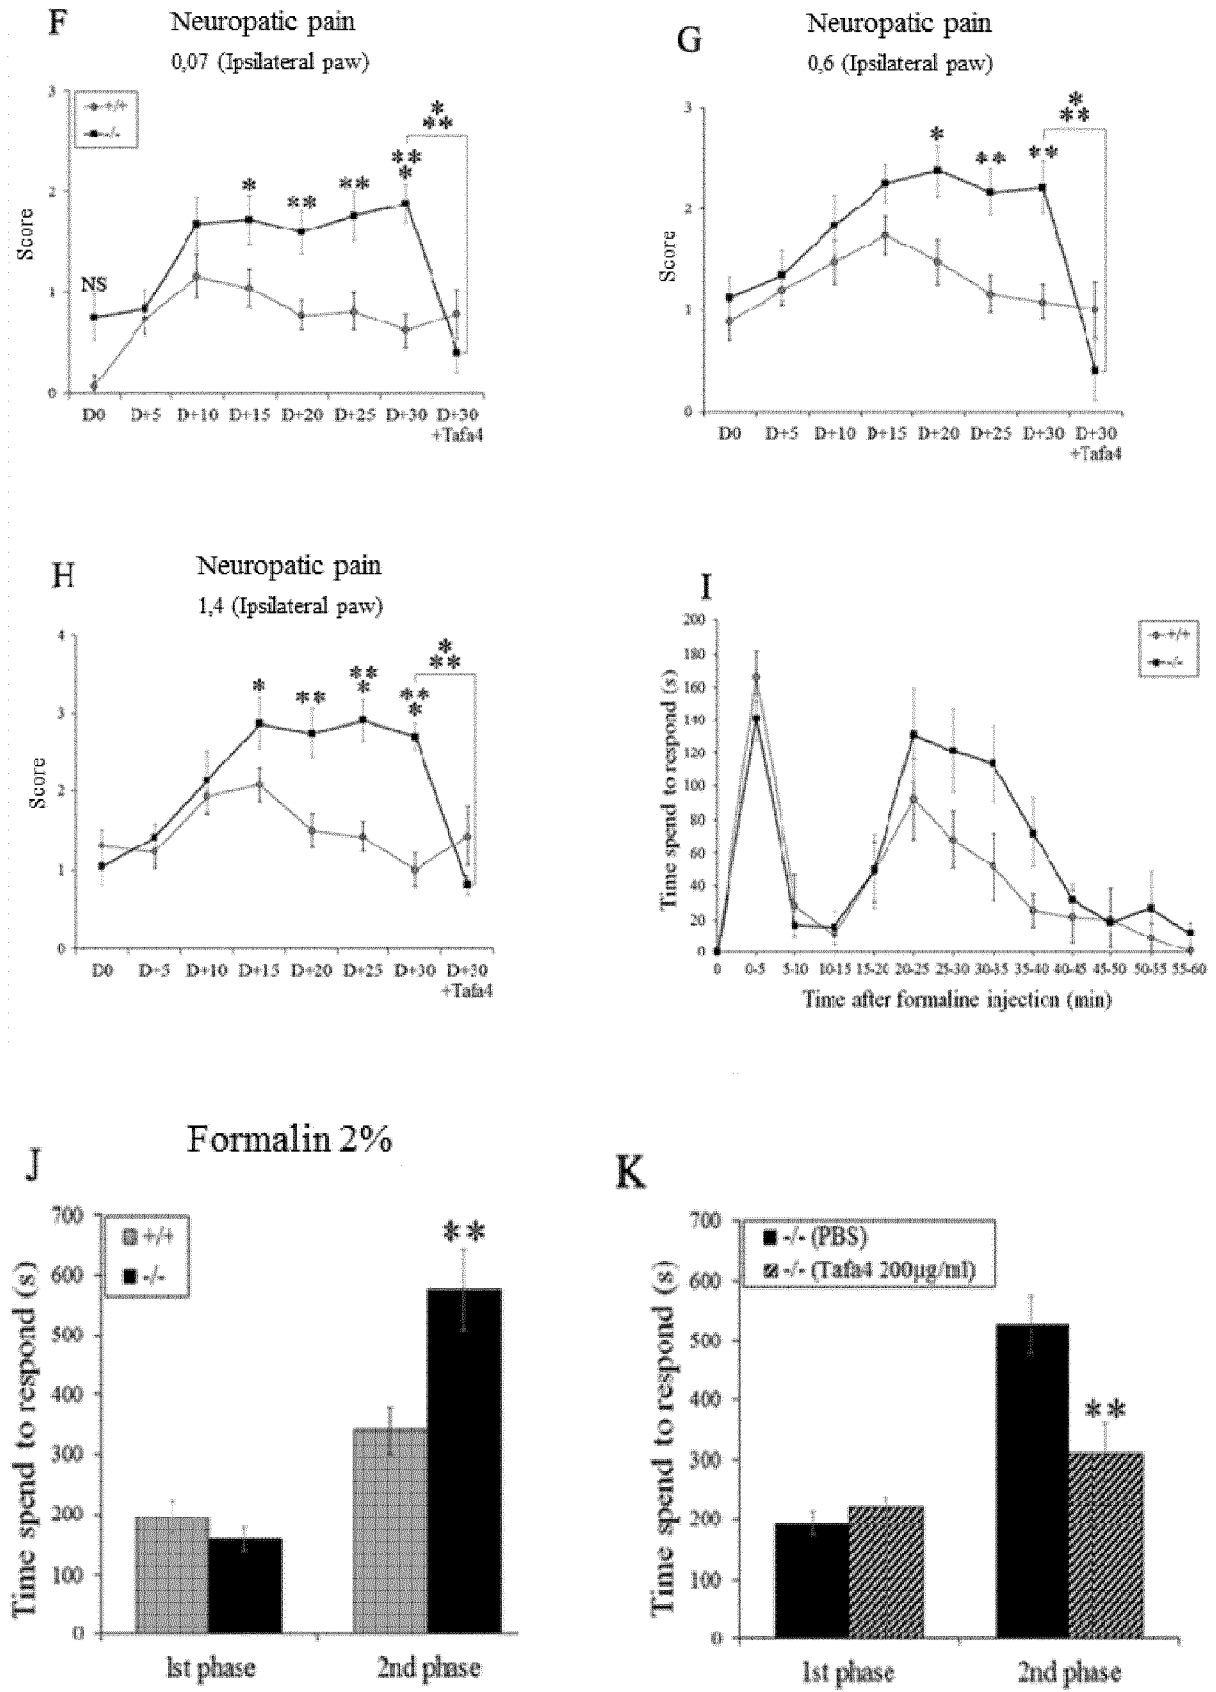 F
Neuropatic pain
0,07 (Ipsilateral paw)
+/+
-/-
3
2
1
0
Score
NS
*
**
**
**
*
*
**
D0 D+5 D+10 D+15 D+20 D+25 D+30 D+30
+Tafa4
G
Neuropatic pain
0,6 (Ipsilateral paw)
3
2
1
0
Score
*
**
**
*
**
D0 D+5 D+10 D+15 D+20 D+25 D+30 D+30
+Tafa4
H
Neuropatic pain
1,4 (Ipsilateral paw)
4
3
2
1
0
Score
*
**
**
*
**
*
*
**
D0 D+5 D+10 D+15 D+20 D+25 D+30 D+30
+Tafa4
I
+/+
-/-
200
180
160
140
120
100
80
60
40
20
0
Time spend to respond (s)
0 0-5 5-10 10-15 15-20 20-25 25-30 30-35 35-40 40-45 45-50 50-55 55-60
Time after formaline injection (min)
J
Formalin 2%
+/+
-/-
700
600
500
400
300
200
100
0
Time spend to respond (s)
**
1st phase 2nd phase
K
-/- (PBS)
-/- (Tafa4 200µg/ml)
700
600
500
400
300
200
100
0
Time spend to respond (s)
**
1st phase 2nd phase